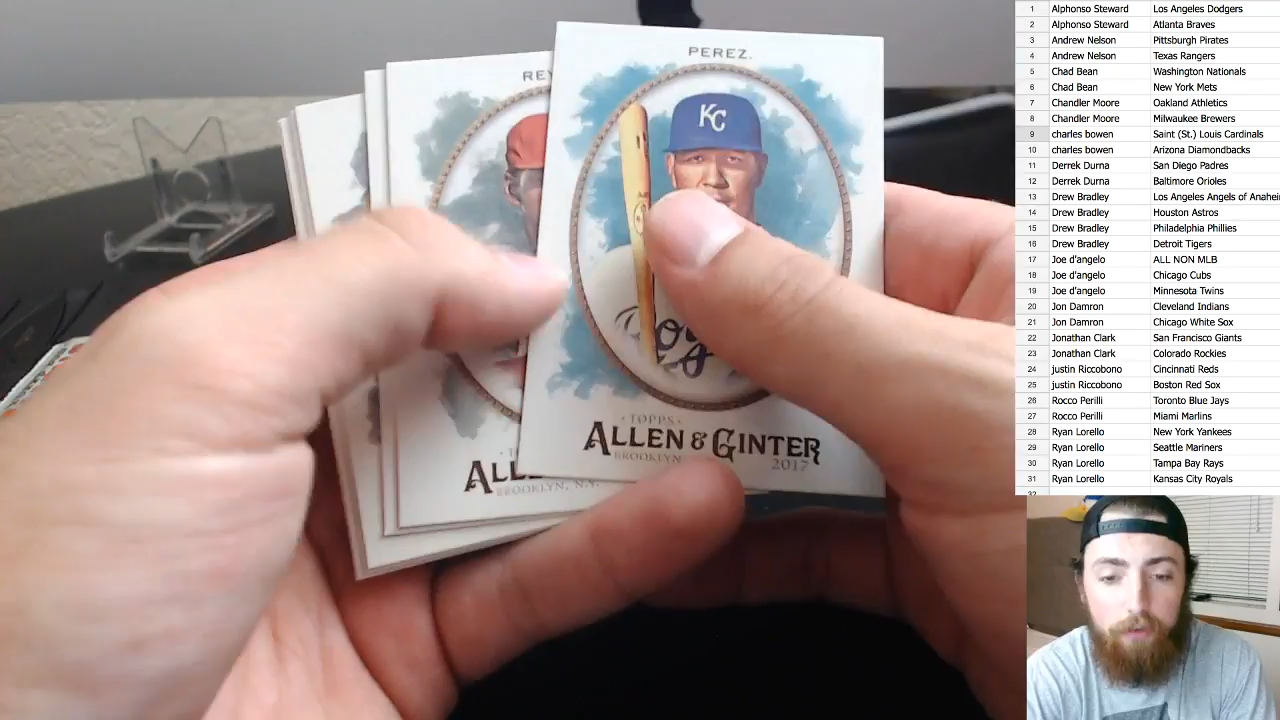 PEREZ.
KC
REY
TOPPS
ALLEN & GINTER
BROOKLYN
2017
ALL
BROOKLYN, N.Y.
1 Alphonso Steward Los Angeles Dodgers
2 Alphonso Steward Atlanta Braves
3 Andrew Nelson Pittsburgh Pirates
4 Andrew Nelson Texas Rangers
5 Chad Bean Washington Nationals
6 Chad Bean New York Mets
7 Chandler Moore Oakland Athletics
8 Chandler Moore Milwaukee Brewers
9 charles bowen Saint (St.) Louis Cardinals
10 charles bowen Arizona Diamondbacks
11 Derrek Durna San Diego Padres
12 Derrek Durna Baltimore Orioles
13 Drew Bradley Los Angeles Angels of Anahei
14 Drew Bradley Houston Astros
15 Drew Bradley Philadelphia Phillies
16 Drew Bradley Detroit Tigers
17 Joe d'angelo ALL NON MLB
18 Joe d'angelo Chicago Cubs
19 Joe d'angelo Minnesota Twins
20 Jon Damron Cleveland Indians
21 Jon Damron Chicago White Sox
22 Jonathan Clark San Francisco Giants
23 Jonathan Clark Colorado Rockies
24 justin Riccobono Cincinnati Reds
25 justin Riccobono Boston Red Sox
26 Rocco Perilli Toronto Blue Jays
27 Rocco Perilli Miami Marlins
28 Ryan Lorello New York Yankees
29 Ryan Lorello Seattle Mariners
30 Ryan Lorello Tampa Bay Rays
31 Ryan Lorello Kansas City Royals